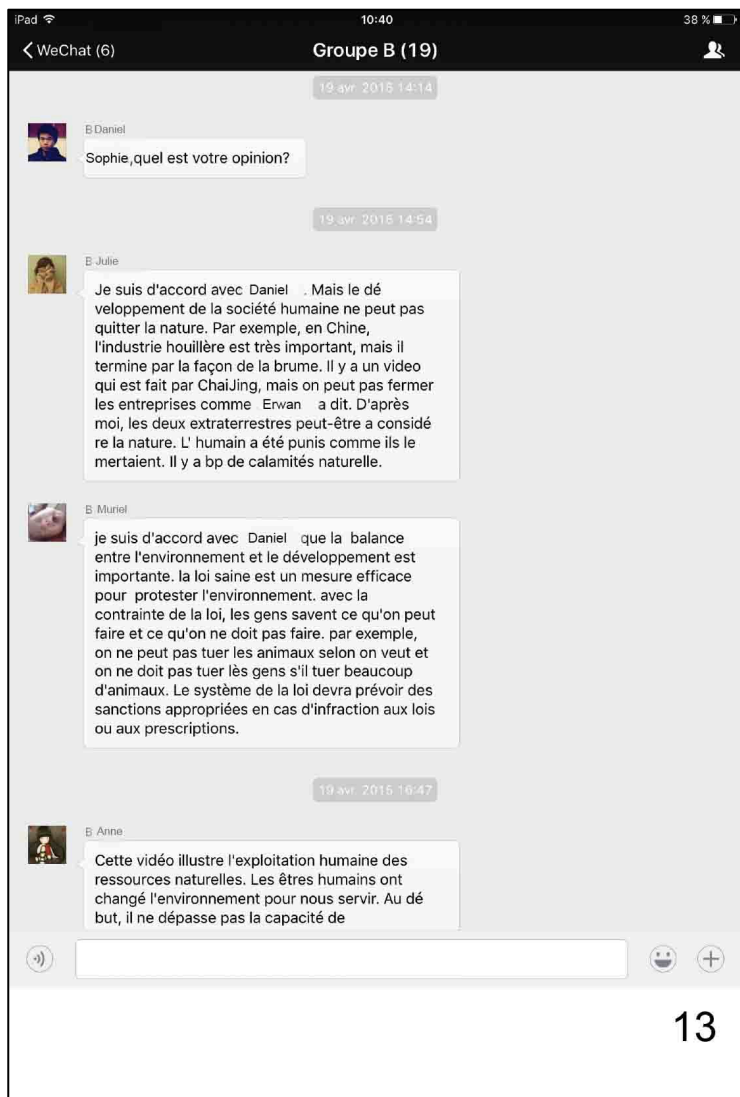 iPad 10:40 38 %
WeChat (6) Groupe B (19)
19 avr. 2016 14:14
B Daniel
Sophie,quel est votre opinion?
19 avr. 2016 14:54
B Julie
Je suis d'accord avec Daniel . Mais le dé
veloppement de la société humaine ne peut pas
quitter la nature. Par exemple, en Chine,
l'industrie houillère est très important, mais il
termine par la façon de la brume. Il y a un video
qui est fait par ChaiJing, mais on peut pas fermer
les entreprises comme Erwan a dit. D'après
moi, les deux extraterrestres peut-être a considé
re la nature. L' humain a été punis comme ils le
mertaient. Il y a bp de calamités naturelle.
B Muriel
je suis d'accord avec Daniel que la balance
entre l'environnement et le développement est
importante. la loi saine est un mesure efficace
pour protester l'environnement. avec la
contrainte de la loi, les gens savent ce qu'on peut
faire et ce qu'on ne doit pas faire. par exemple,
on ne peut pas tuer les animaux selon on veut et
on ne doit pas tuer lès gens s'il tuer beaucoup
d'animaux. Le système de la loi devra prévoir des
sanctions appropriées en cas d'infraction aux lois
ou aux prescriptions.
19 avr. 2016 16:47
B Anne
Cette vidéo illustre l'exploitation humaine des
ressources naturelles. Les êtres humains ont
changé l'environnement pour nous servir. Au dé
but, il ne dépasse pas la capacité de
13